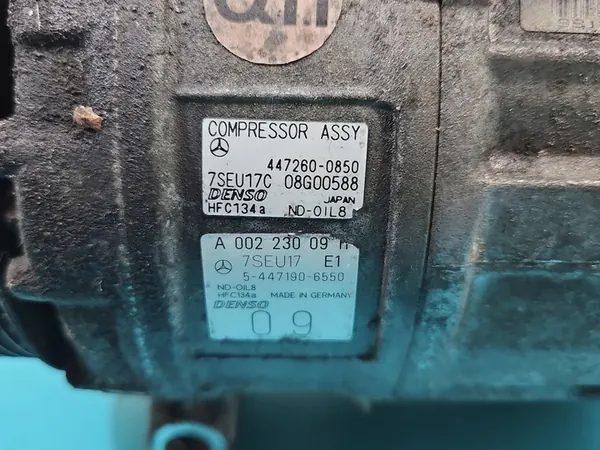 COMPRESSOR ASSY
447260-0850
7SEU17C 08G00588
DENSO JAPAN
HFC134a ND-OIL8
A 002 230 09 11
7SEU17 E1
5-447190-6550
ND-OIL8
HFC134a MADE IN GERMANY
DENSO
09